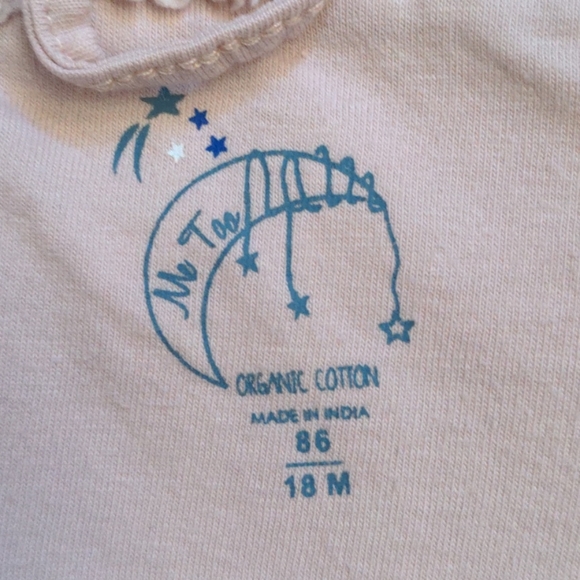 Me Too
ORGANIC COTTON
MADE IN INDIA
86
18 M